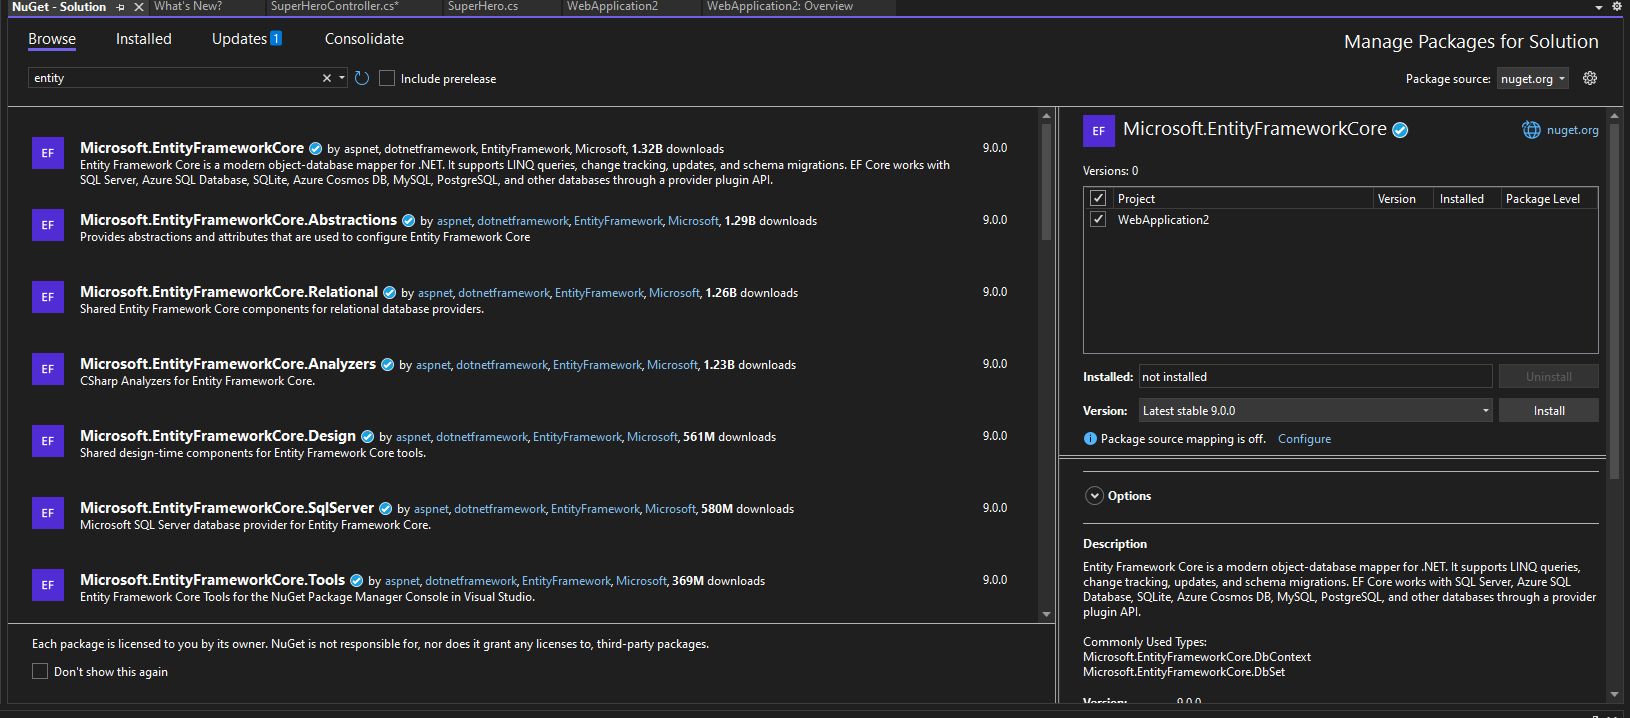 NuGet - Solution
What's New?
SuperHeroController.cs*
SuperHero.cs
WebApplication2
WebApplication2: Overview
Browse
Installed
Updates 1
Consolidate
Manage Packages for Solution
entity
Include prerelease
Package source: nuget.org
EF
Microsoft.EntityFrameworkCore by aspnet, dotnetframework, EntityFramework, Microsoft, 1.32B downloads
9.0.0
Entity Framework Core is a modern object-database mapper for .NET. It supports LINQ queries, change tracking, updates, and schema migrations. EF Core works with
SQL Server, Azure SQL Database, SQLite, Azure Cosmos DB, MySQL, PostgreSQL, and other databases through a provider plugin API.
EF
Microsoft.EntityFrameworkCore.Abstractions by aspnet, dotnetframework, EntityFramework, Microsoft, 1.29B downloads
9.0.0
Provides abstractions and attributes that are used to configure Entity Framework Core
EF
Microsoft.EntityFrameworkCore.Relational by aspnet, dotnetframework, EntityFramework, Microsoft, 1.26B downloads
9.0.0
Shared Entity Framework Core components for relational database providers.
EF
Microsoft.EntityFrameworkCore.Analyzers by aspnet, dotnetframework, EntityFramework, Microsoft, 1.23B downloads
9.0.0
CSharp Analyzers for Entity Framework Core.
EF
Microsoft.EntityFrameworkCore.Design by aspnet, dotnetframework, EntityFramework, Microsoft, 561M downloads
9.0.0
Shared design-time components for Entity Framework Core tools.
EF
Microsoft.EntityFrameworkCore.SqlServer by aspnet, dotnetframework, EntityFramework, Microsoft, 580M downloads
9.0.0
Microsoft SQL Server database provider for Entity Framework Core.
EF
Microsoft.EntityFrameworkCore.Tools by aspnet, dotnetframework, EntityFramework, Microsoft, 369M downloads
9.0.0
Entity Framework Core Tools for the NuGet Package Manager Console in Visual Studio.
Each package is licensed to you by its owner. NuGet is not responsible for, nor does it grant any licenses to, third-party packages.
Don't show this again
EF
Microsoft.EntityFrameworkCore
nuget.org
Versions: 0
Project
Version
Installed
Package Level
WebApplication2
Installed: not installed
Uninstall
Version: Latest stable 9.0.0
Install
Package source mapping is off. Configure
Options
Description
Entity Framework Core is a modern object-database mapper for .NET. It supports LINQ queries,
change tracking, updates, and schema migrations. EF Core works with SQL Server, Azure SQL
Database, SQLite, Azure Cosmos DB, MySQL, PostgreSQL, and other databases through a provider
plugin API.
Commonly Used Types:
Microsoft.EntityFrameworkCore.DbContext
Microsoft.EntityFrameworkCore.DbSet
Version: 9.0.0